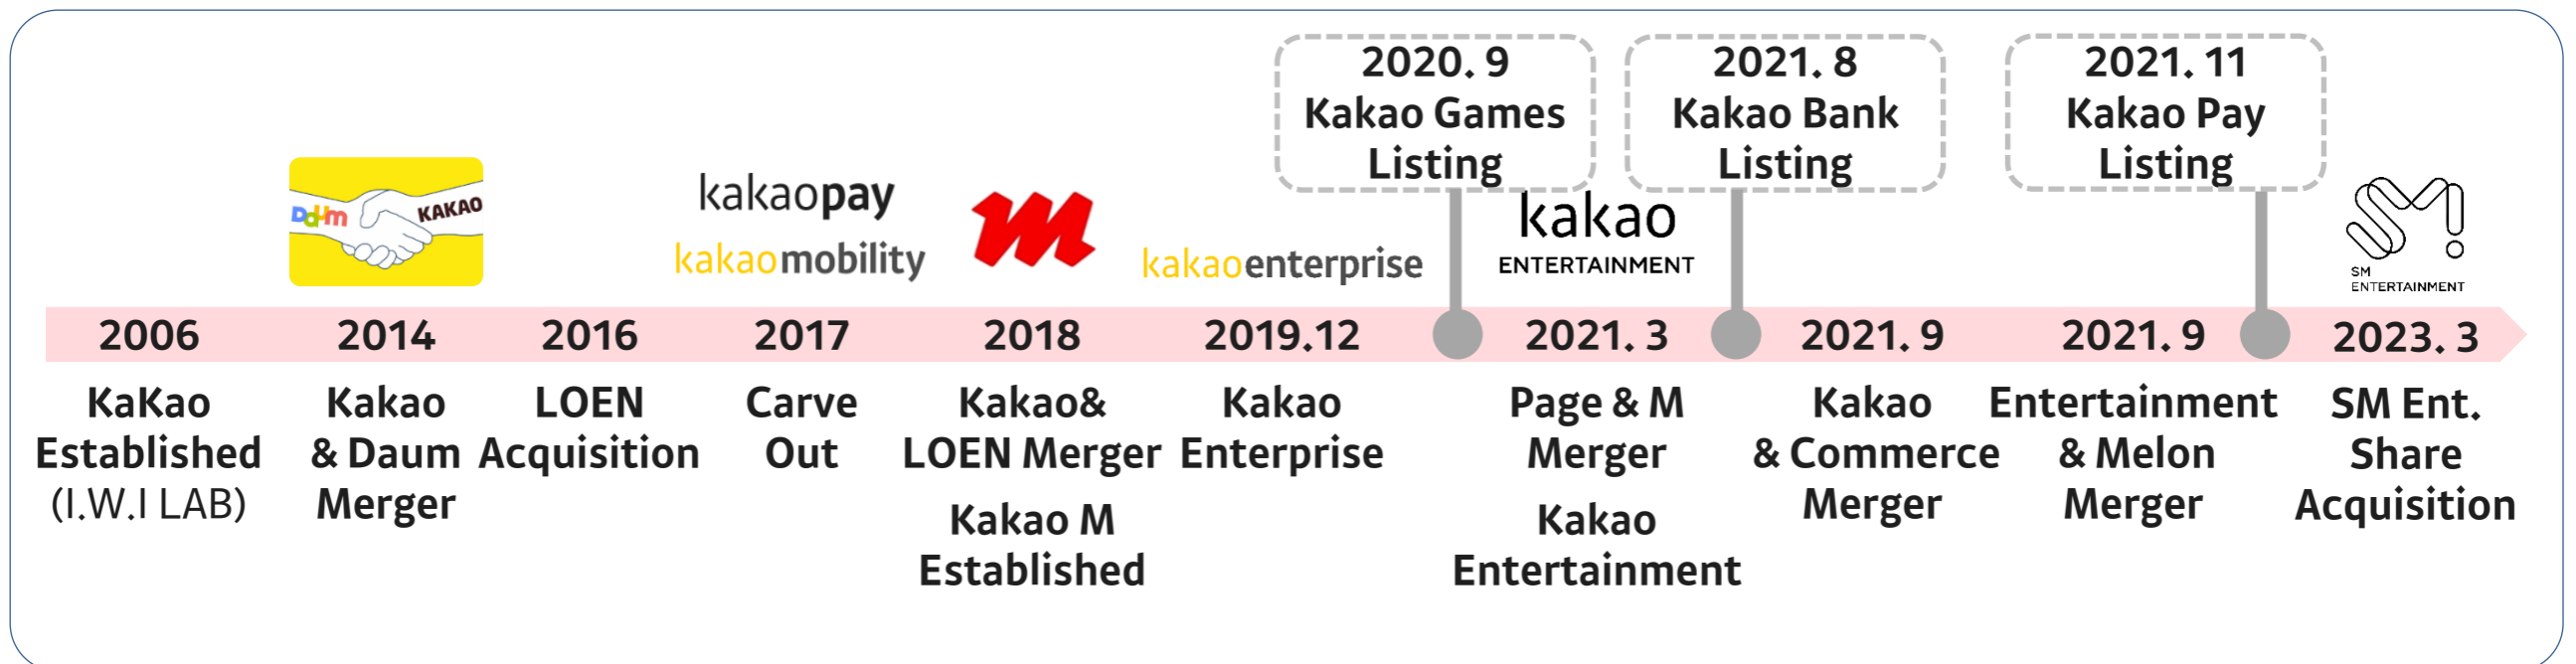 2020. 9
Kakao Games
Listing
2021. 8
Kakao Bank
Listing
2021. 11
Kakao Pay
Listing
Daum
KAKAO
kakaopay
kakaomobility
kakaoenterprise
kakao
ENTERTAINMENT
SM
ENTERTAINMENT
2006
KaKao
Established
(I.W.I LAB)
2014
Kakao
& Daum
Merger
2016
LOEN
Acquisition
2017
Carve
Out
2018
Kakao&
LOEN Merger
Kakao M
Established
2019.12
Kakao
Enterprise
2021. 3
Page & M
Merger
Kakao
Entertainment
2021. 9
Kakao
& Commerce
Merger
2021. 9
Entertainment
& Melon
Merger
2023. 3
SM Ent.
Share
Acquisition